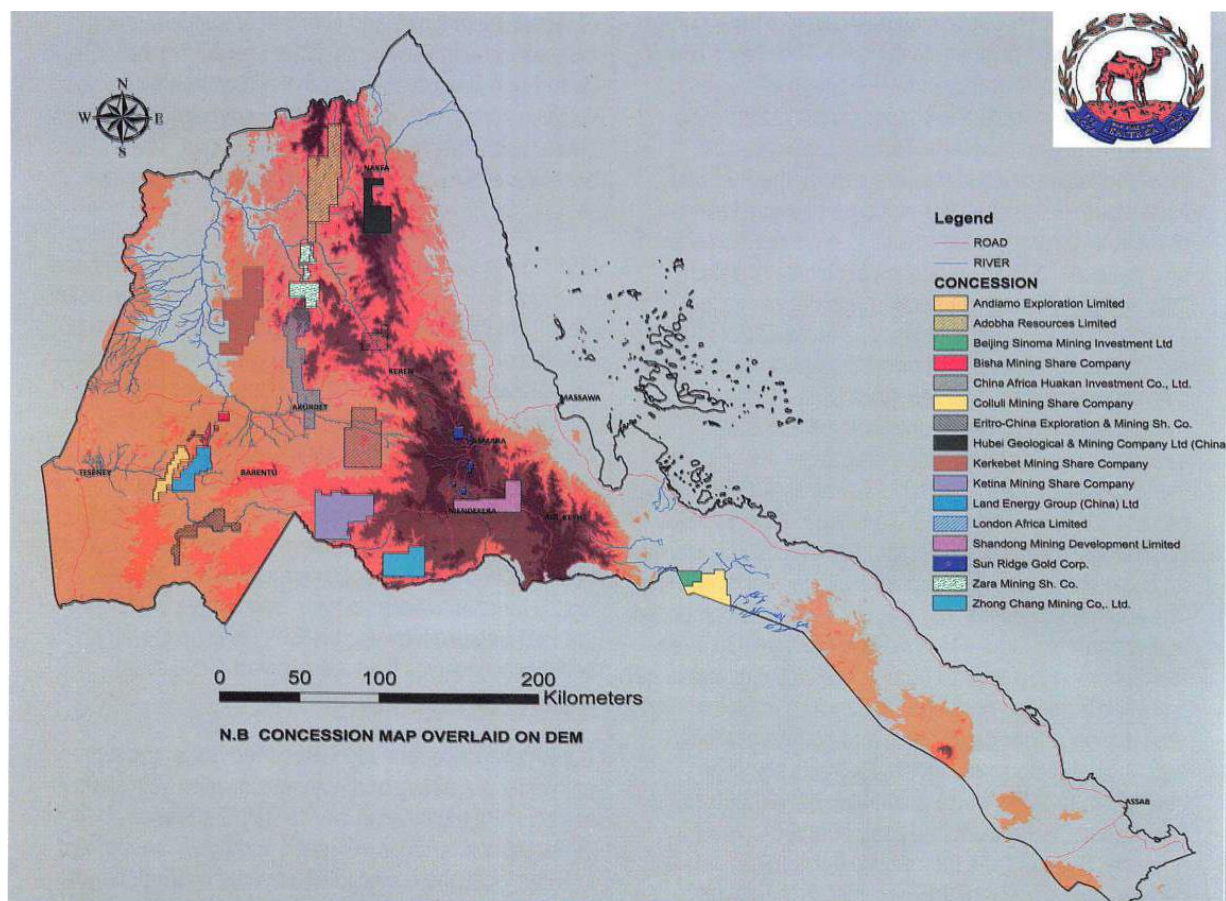 N
W
E
S
NAKFA
KEREN
MASSAWA
AKORDET
ASMARA
TESENEY
BARENTU
MENDEFERA
ADI KEYHI
ASSAB
Legend
ROAD
RIVER
CONCESSION
Andiamo Exploration Limited
Adobha Resources Limited
Beijing Sinoma Mining Investment Ltd
Bisha Mining Share Company
China Africa Huakan Investment Co., Ltd.
Colluli Mining Share Company
Eritro-China Exploration & Mining Sh. Co.
Hubei Geological & Mining Company Ltd (China
Kerkebet Mining Share Company
Ketina Mining Share Company
Land Energy Group (China) Ltd
London Africa Limited
Shandong Mining Development Limited
Sun Ridge Gold Corp.
Zara Mining Sh. Co.
Zhong Chang Mining Co,. Ltd.
0 50 100 200
Kilometers
N.B CONCESSION MAP OVERLAID ON DEM